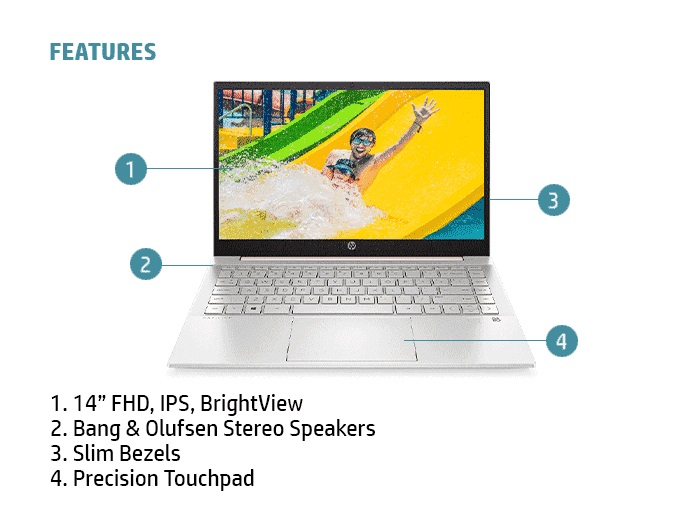 FEATURES
1
3
hp
2
4
1. 14” FHD, IPS, BrightView
2. Bang & Olufsen Stereo Speakers
3. Slim Bezels
4. Precision Touchpad